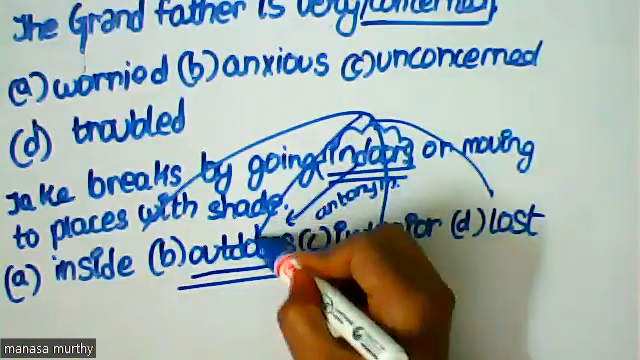 The Grand father is very concerned
(a) worried (b) anxious (c) unconcerned
(d) troubled
Take breaks by going indoors or moving
to places with shade. antonym.
(a) inside (b) outdoors (c) (d) last
manasa murthy